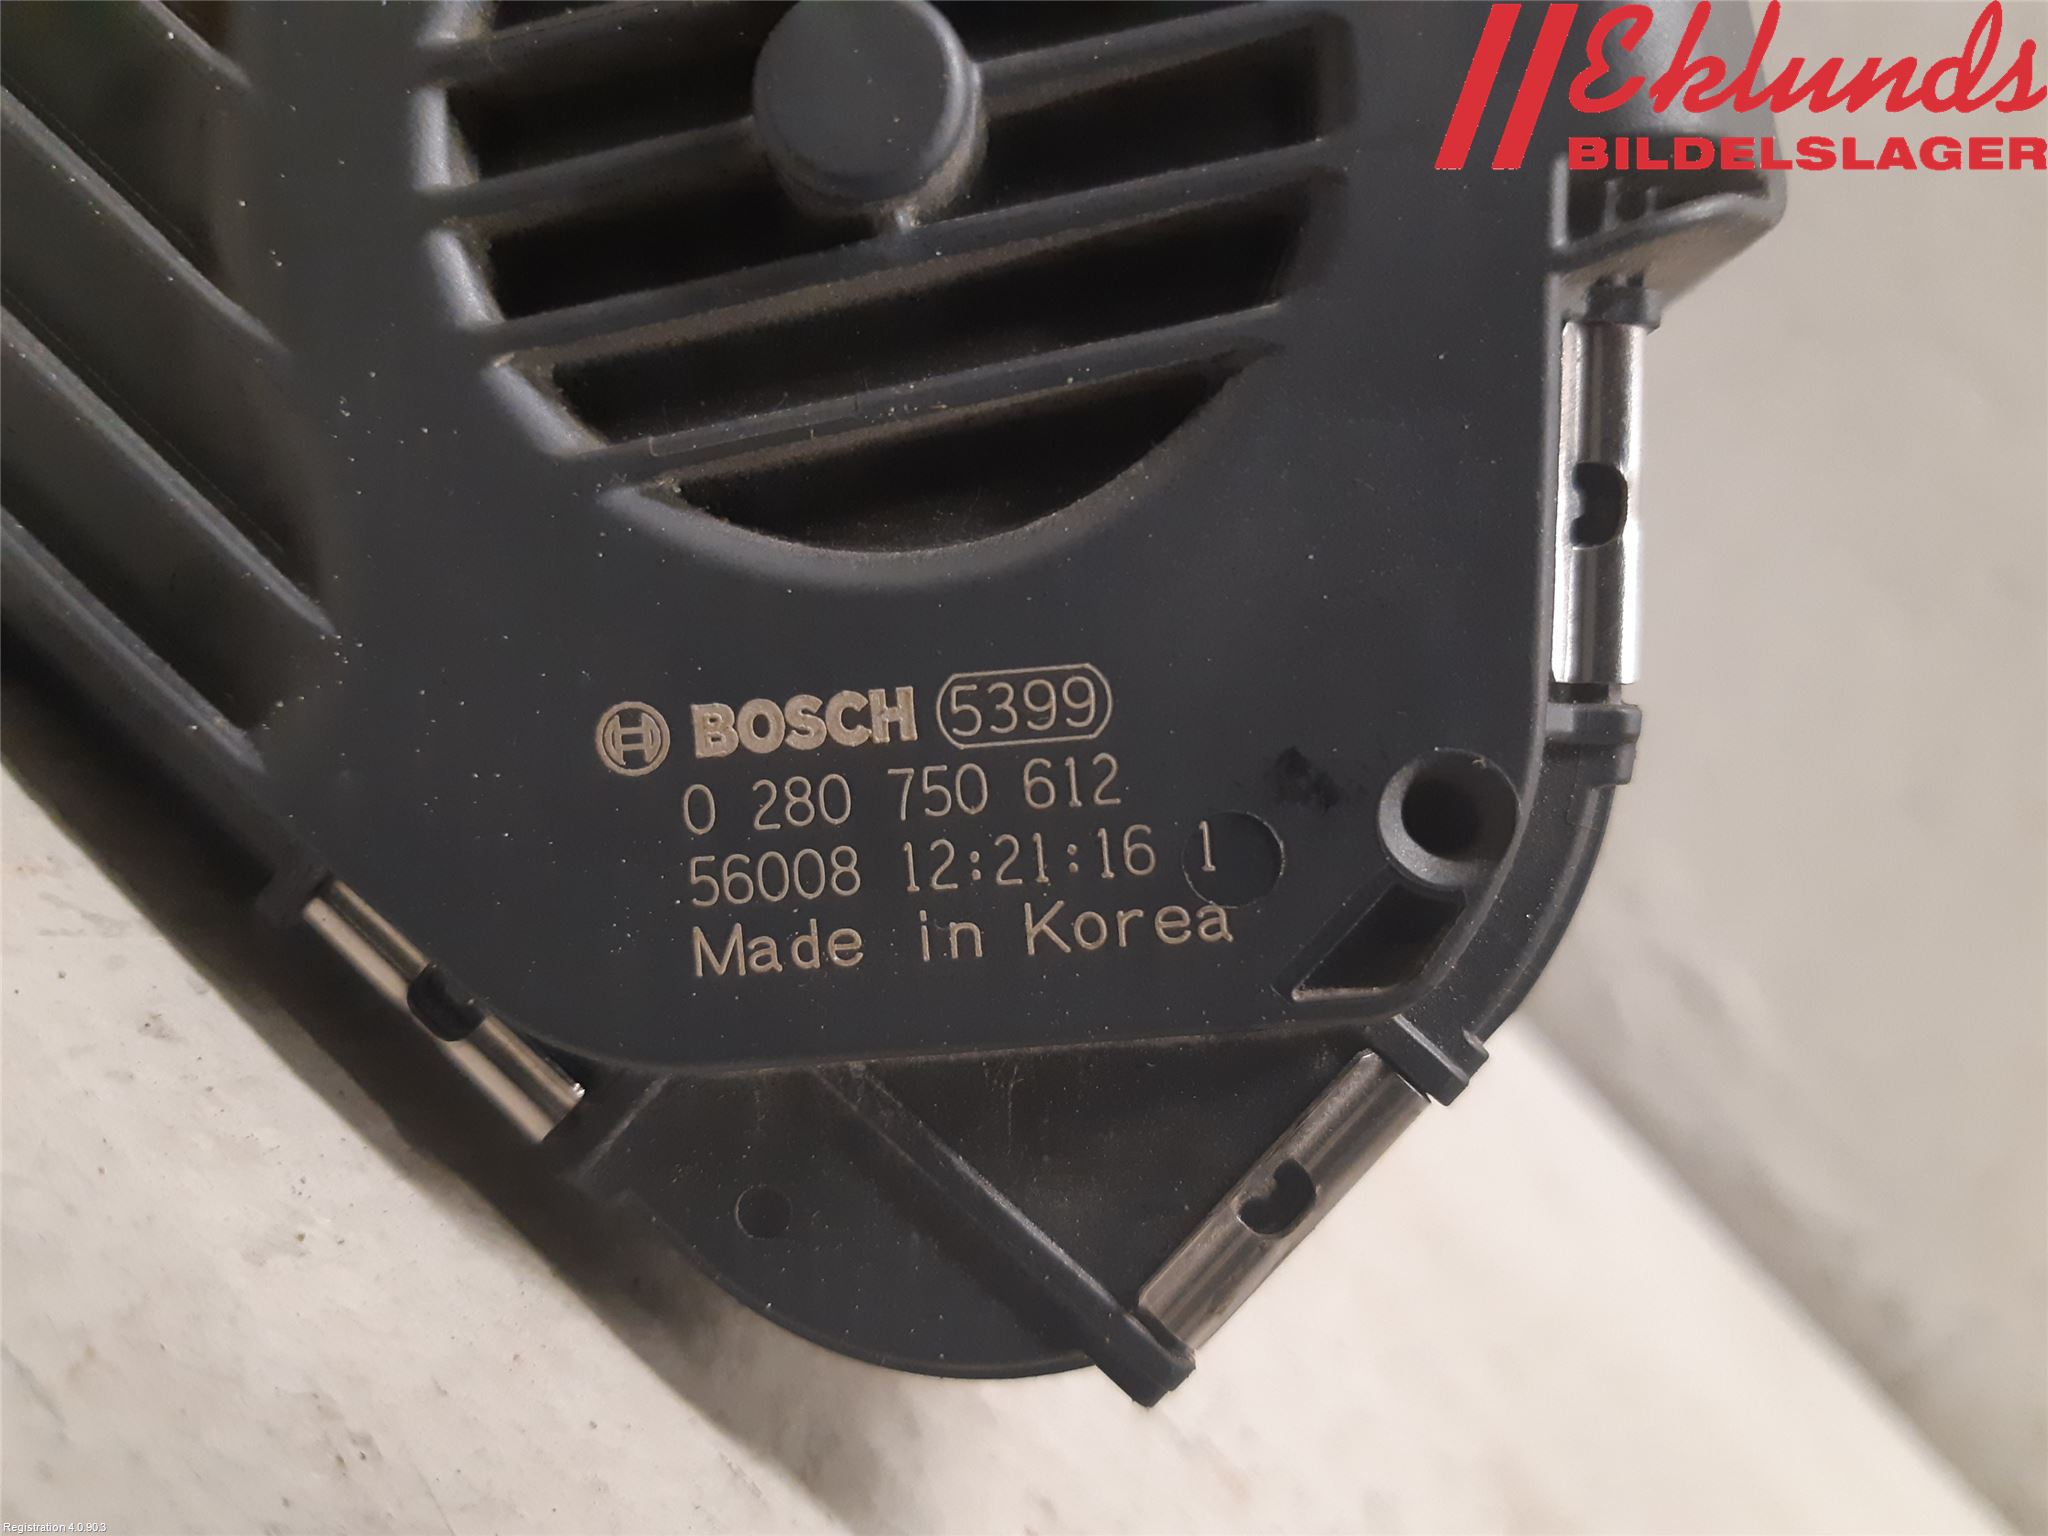 Eklunds
BILDELSLAGER
BOSCH 5399
0 280 750 612
56008 12:21:16 1
Made in Korea
Registration 4.0.903